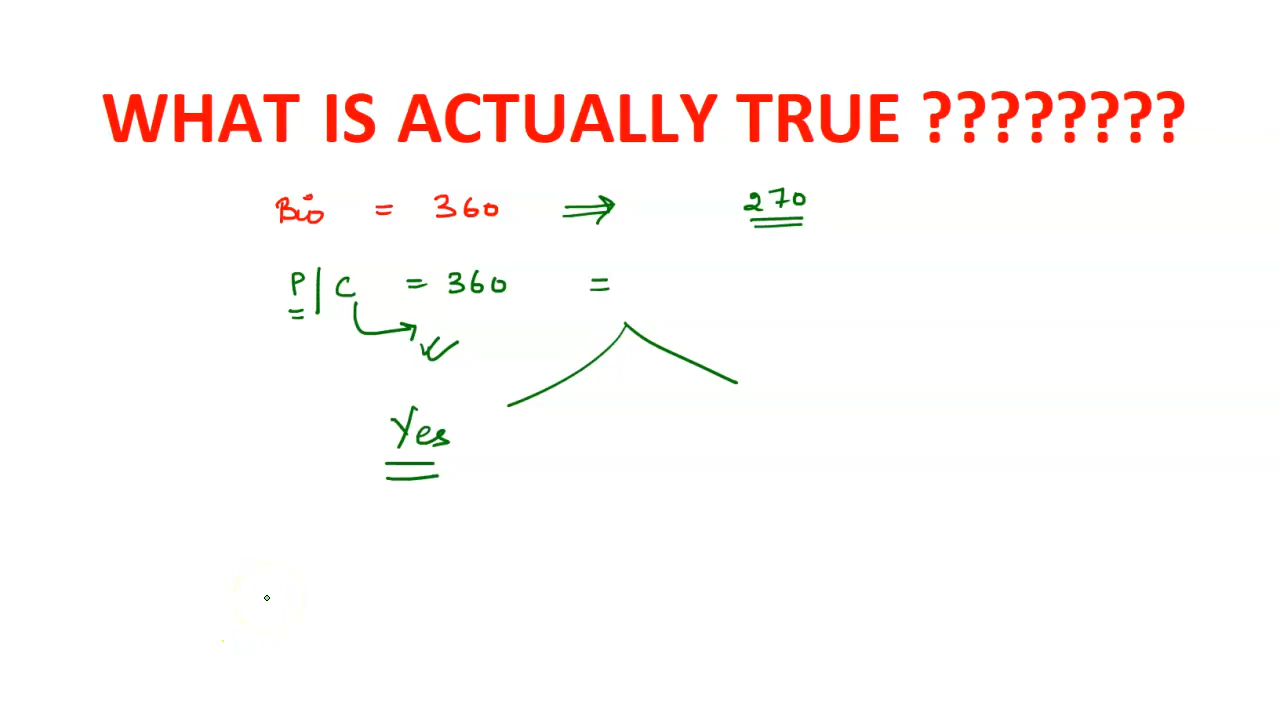 WHAT IS ACTUALLY TRUE ????????
Bio = 360 ⇒ 270
P | C = 360 =
Yes